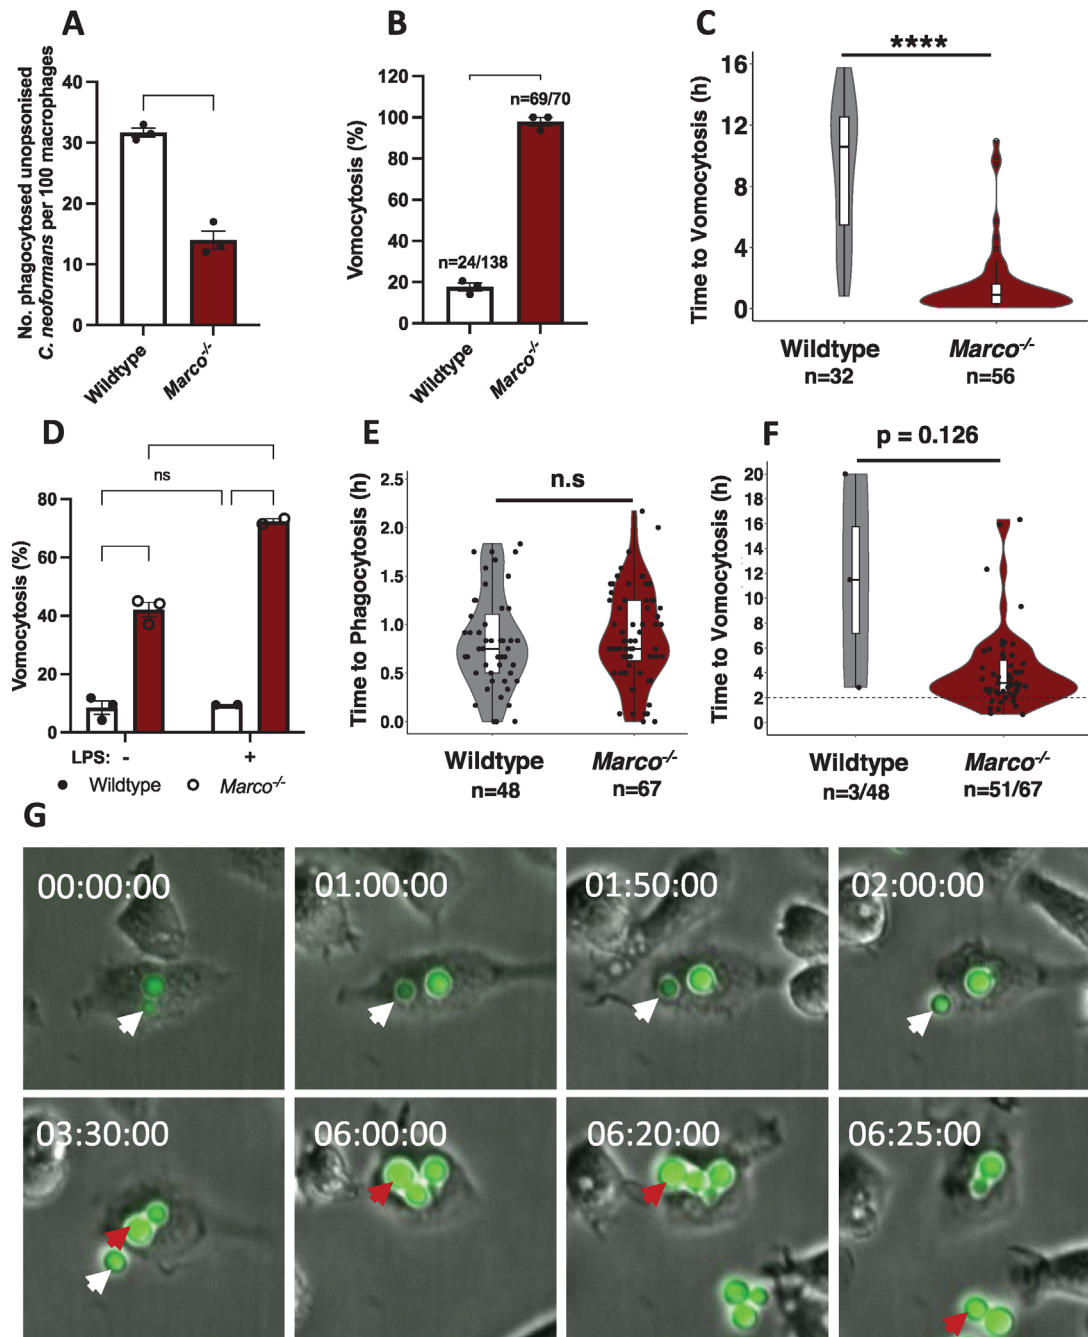 A
No. phagocytosed unopsonised
C. neoformans per 100 macrophages
40
30
20
10
0
Wildtype
Marco-/-
B
Vomocytosis (%)
120
100
80
60
40
20
0
n=24/138
n=69/70
Wildtype
Marco-/-
C
Time to Vomocytosis (h)
16
12
8
4
0
****
Wildtype
n=32
Marco-/-
n=56
D
Vomocytosis (%)
80
60
40
20
0
ns
LPS: - +
Wildtype
Marco-/-
E
Time to Phagocytosis (h)
2.5
2.0
1.5
1.0
0.5
0.0
n.s
Wildtype
n=48
Marco-/-
n=67
F
Time to Vomocytosis (h)
20
18
16
14
12
10
8
6
4
2
0
p = 0.126
Wildtype
n=3/48
Marco-/-
n=51/67
G
00:00:00
01:00:00
01:50:00
02:00:00
03:30:00
06:00:00
06:20:00
06:25:00